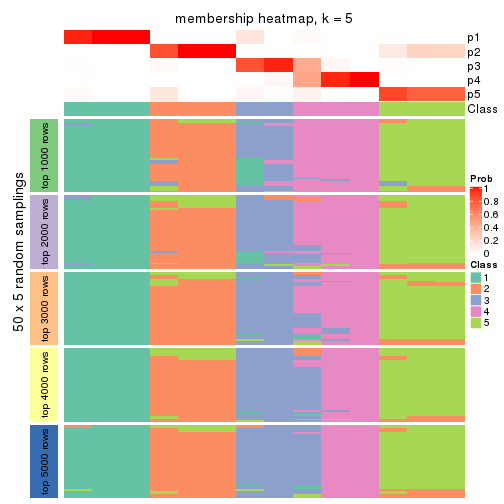 membership heatmap, k = 5
p1
p2
p3
p4
p5
Class
50 x 5 random samplings
top 1000 rows
top 2000 rows
top 3000 rows
top 4000 rows
top 5000 rows
Prob
1
0.8
0.6
0.4
0.2
0
Class
1
2
3
4
5